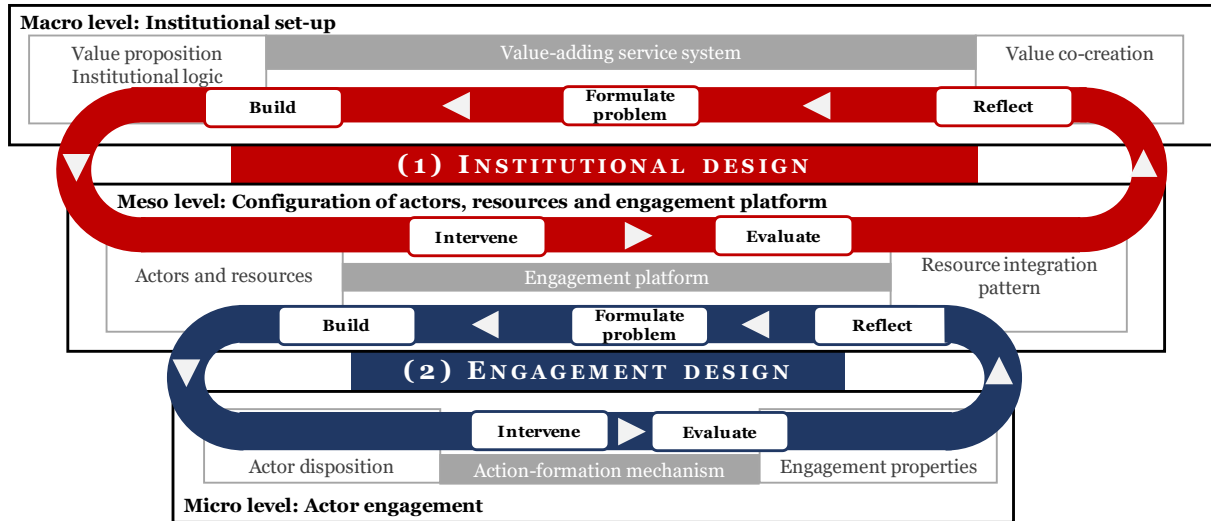 Macro level: Institutional set-up
Value proposition
Institutional logic
Value-adding service system
Value co-creation
Build
Formulate
problem
Reflect
(1) INSTITUTIONAL DESIGN
Meso level: Configuration of actors, resources and engagement platform
Intervene
Evaluate
Actors and resources
Engagement platform
Resource integration
pattern
Build
Formulate
problem
Reflect
(2) ENGAGEMENT DESIGN
Intervene
Evaluate
Actor disposition
Action-formation mechanism
Engagement properties
Micro level: Actor engagement